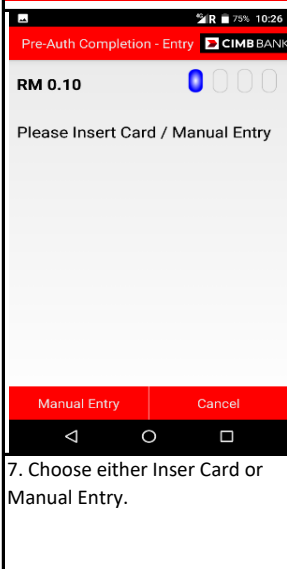 R 75% 10:26
Pre-Auth Completion - Entry CIMB BANK
RM 0.10
Please Insert Card / Manual Entry
Manual Entry Cancel
7. Choose either Inser Card or
Manual Entry.